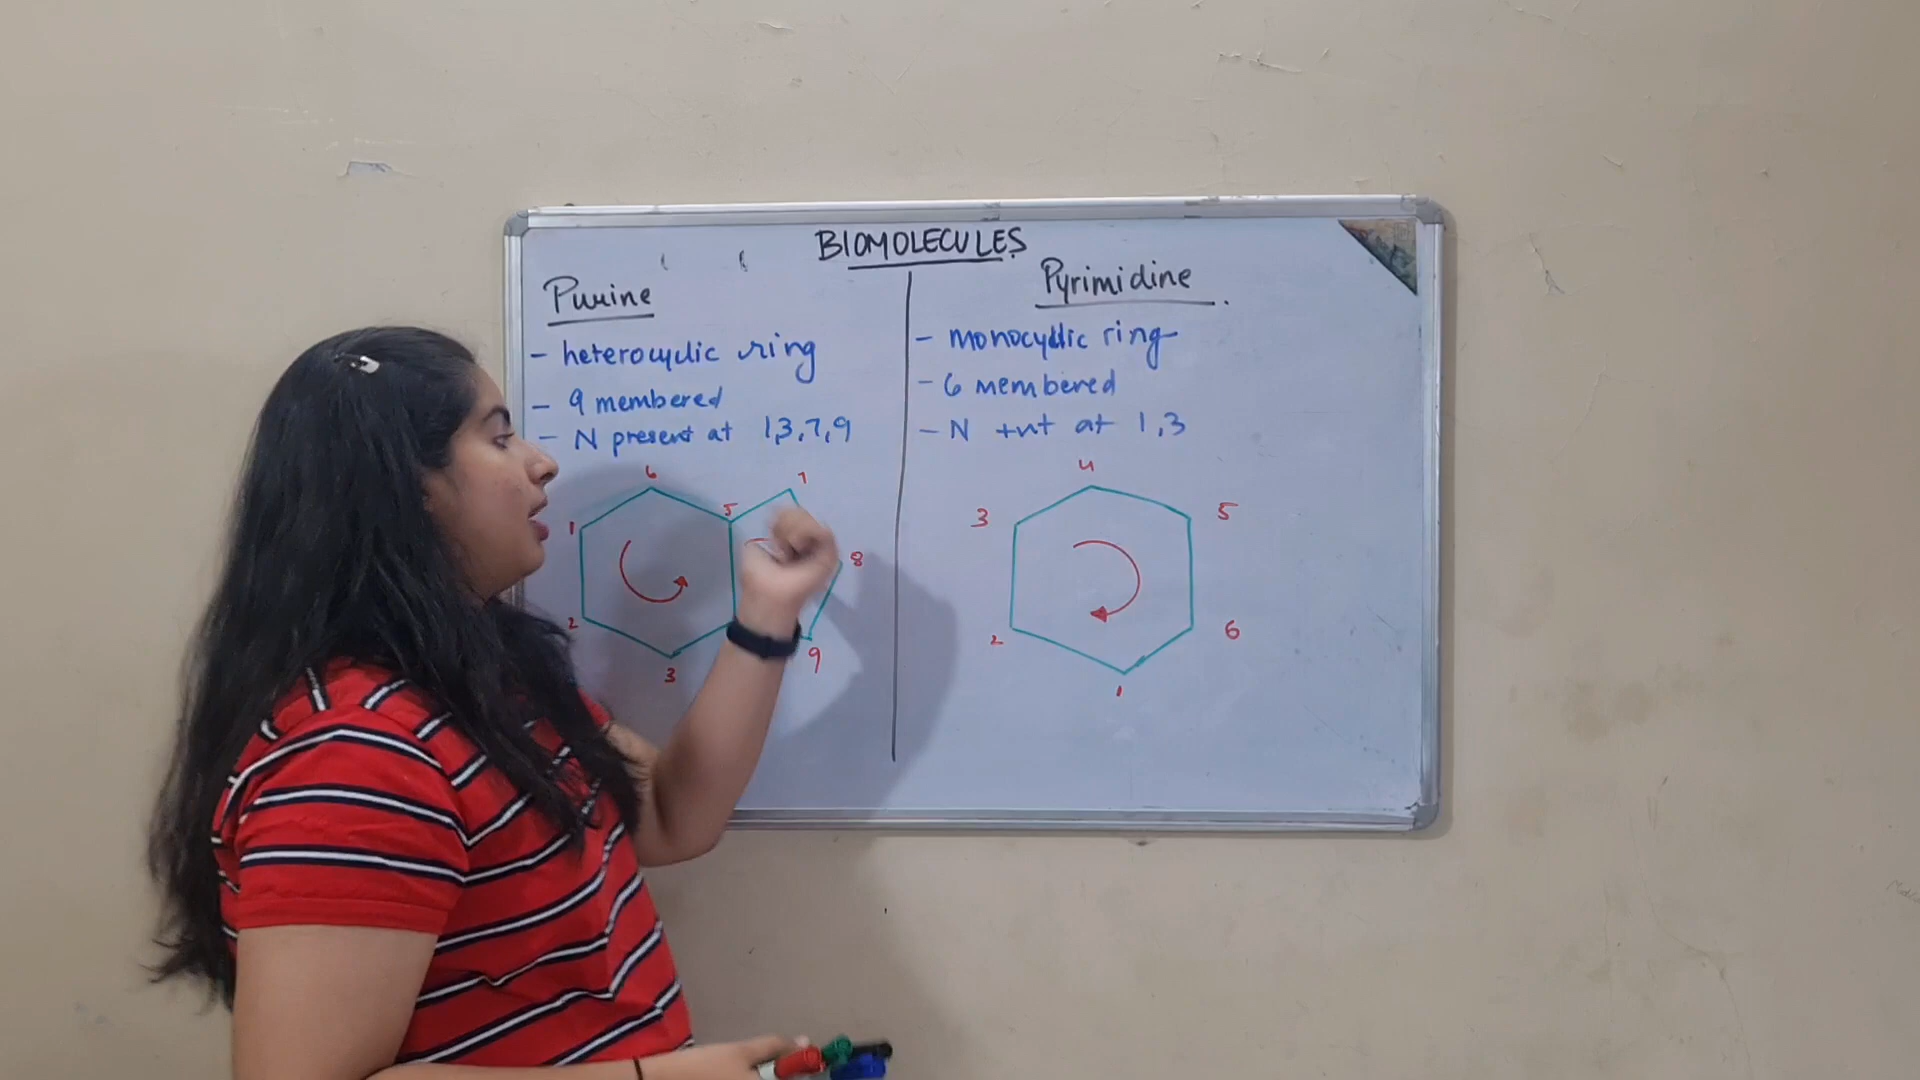 BIOMOLECULES
Purine
- heterocyclic ring
- 9 membered
- N present at 1,3,7,9
6
7
5
1
8
2
9
3
Pyrimidine
- monocyclic ring
- 6 membered
- N +nt at 1,3
4
3
5
2
6
1